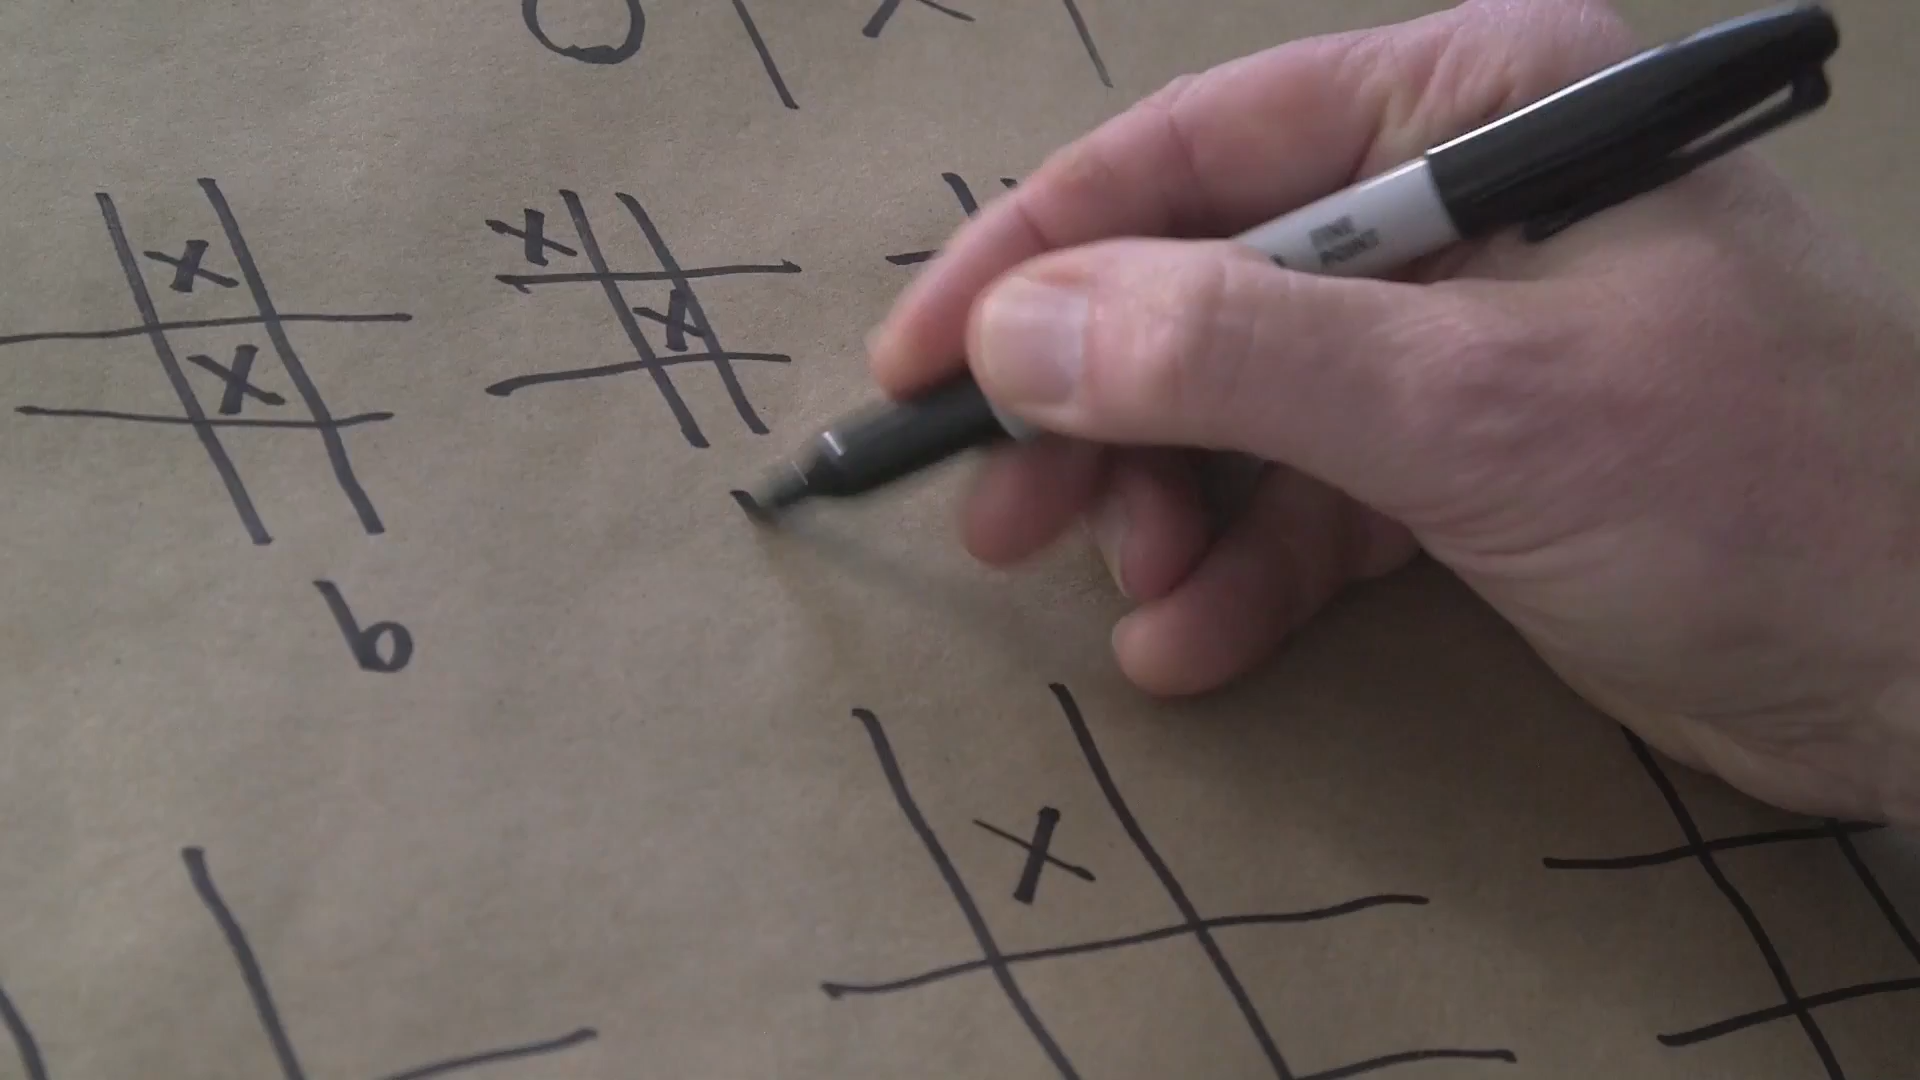 O X
X X
FINE
POINT
X X
b
X